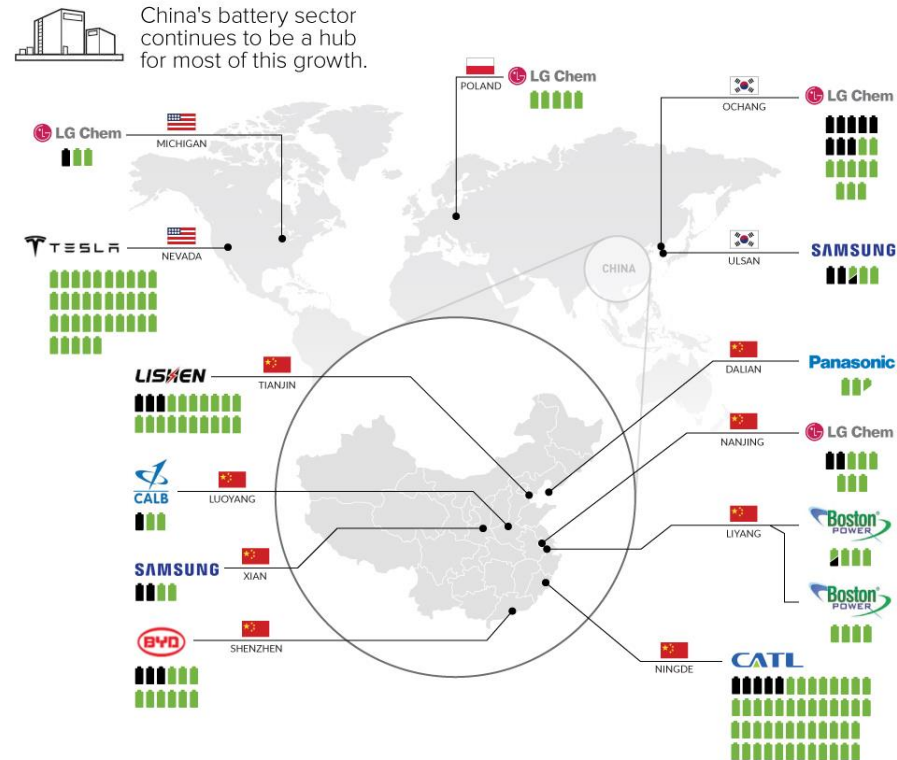 China's battery sector
continues to be a hub
for most of this growth.
POLAND
LG Chem
OCHANG
LG Chem
LG Chem
MICHIGAN
TESLA
NEVADA
ULSAN
SAMSUNG
CHINA
LISHEN
TIANJIN
DALIAN
Panasonic
NANJING
LG Chem
CALB
LUOYANG
LIYANG
Boston
POWER
SAMSUNG
XIAN
Boston
POWER
BYD
SHENZHEN
NINGDE
CATL